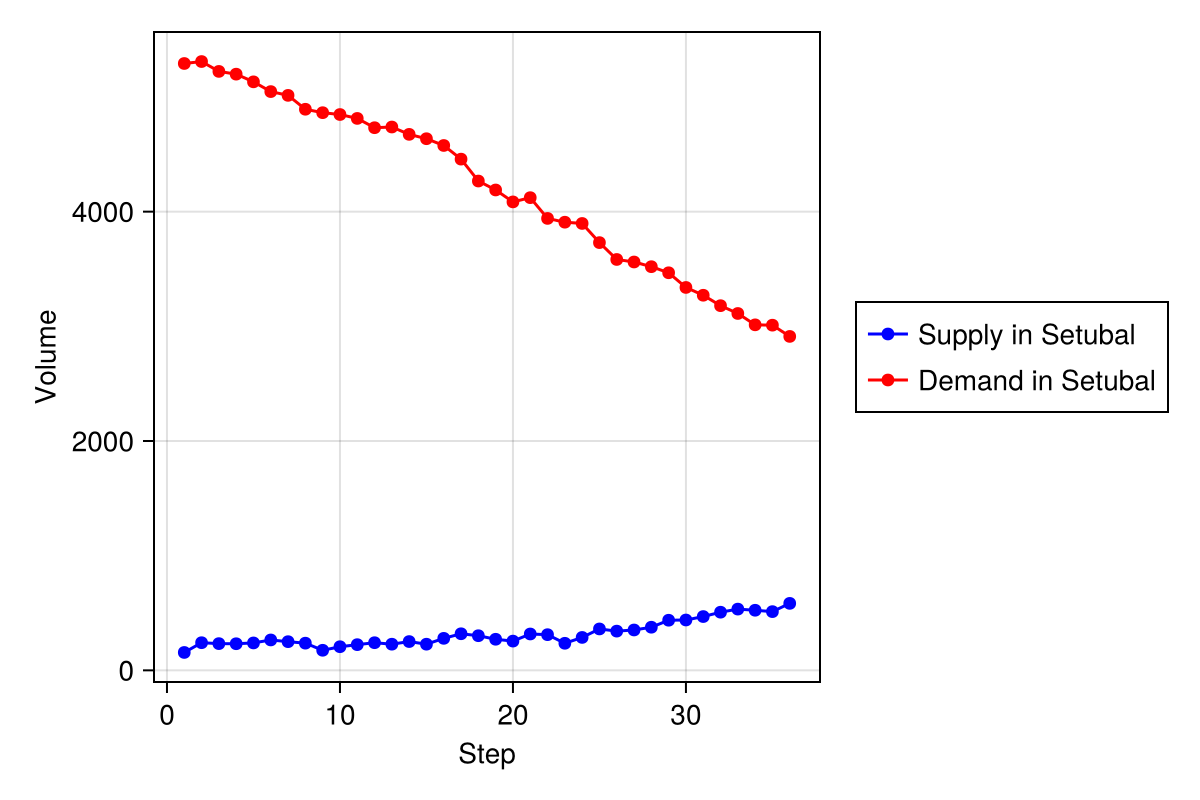 4000
2000
0
0 10 20 30
Volume
Step
Supply in Setubal
Demand in Setubal